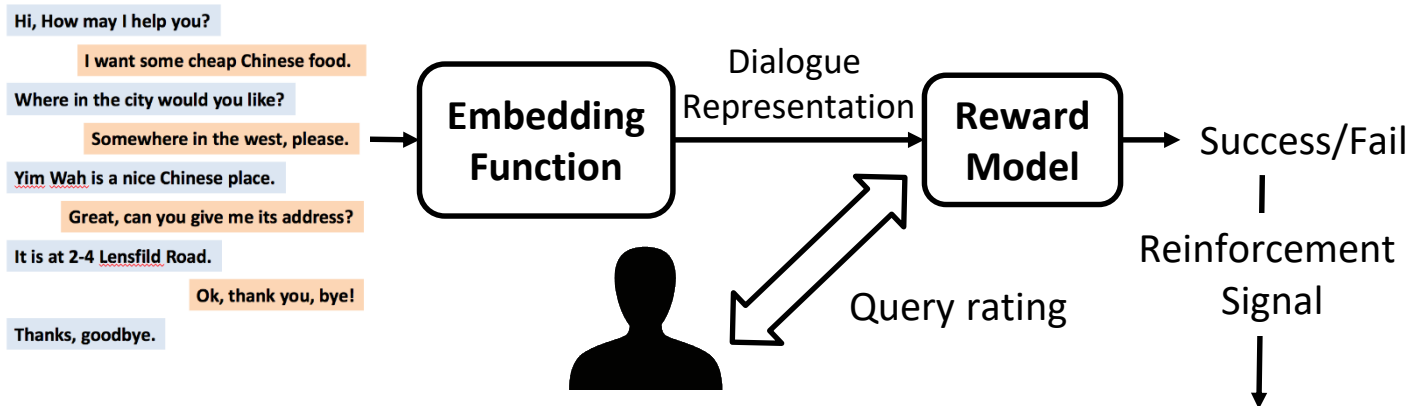 Hi, How may I help you?
I want some cheap Chinese food.
Where in the city would you like?
Somewhere in the west, please.
Yim Wah is a nice Chinese place.
Great, can you give me its address?
It is at 2-4 Lensfild Road.
Ok, thank you, bye!
Thanks, goodbye.
Embedding
Function
Dialogue
Representation
Reward
Model
Success/Fail
Query rating
Reinforcement
Signal